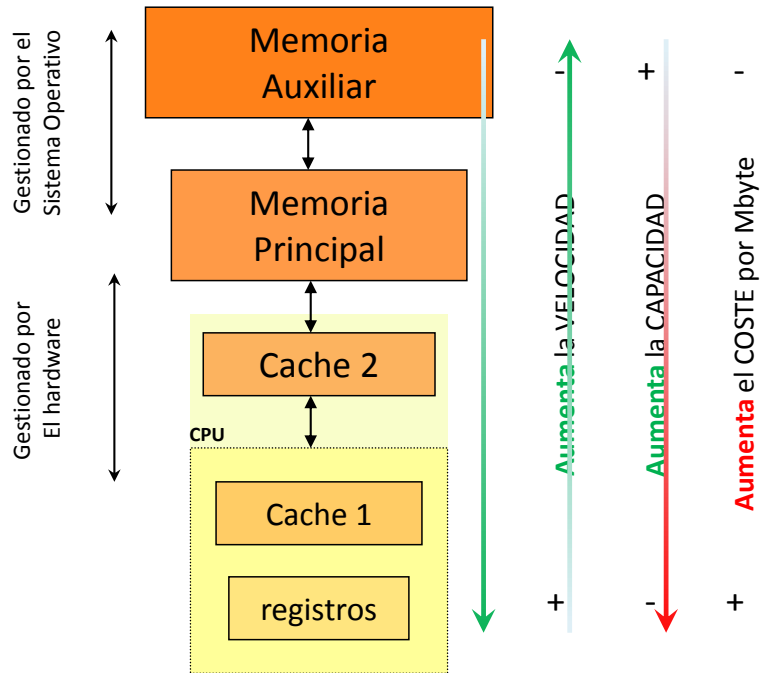 Gestionado por el
Sistema Operativo
Gestionado por
El hardware
Memoria
Auxiliar
Memoria
Principal
Cache 2
CPU
Cache 1
registros
-
+
-
Aumenta la VELOCIDAD
Aumenta la CAPACIDAD
Aumenta el COSTE por Mbyte
+
-
+